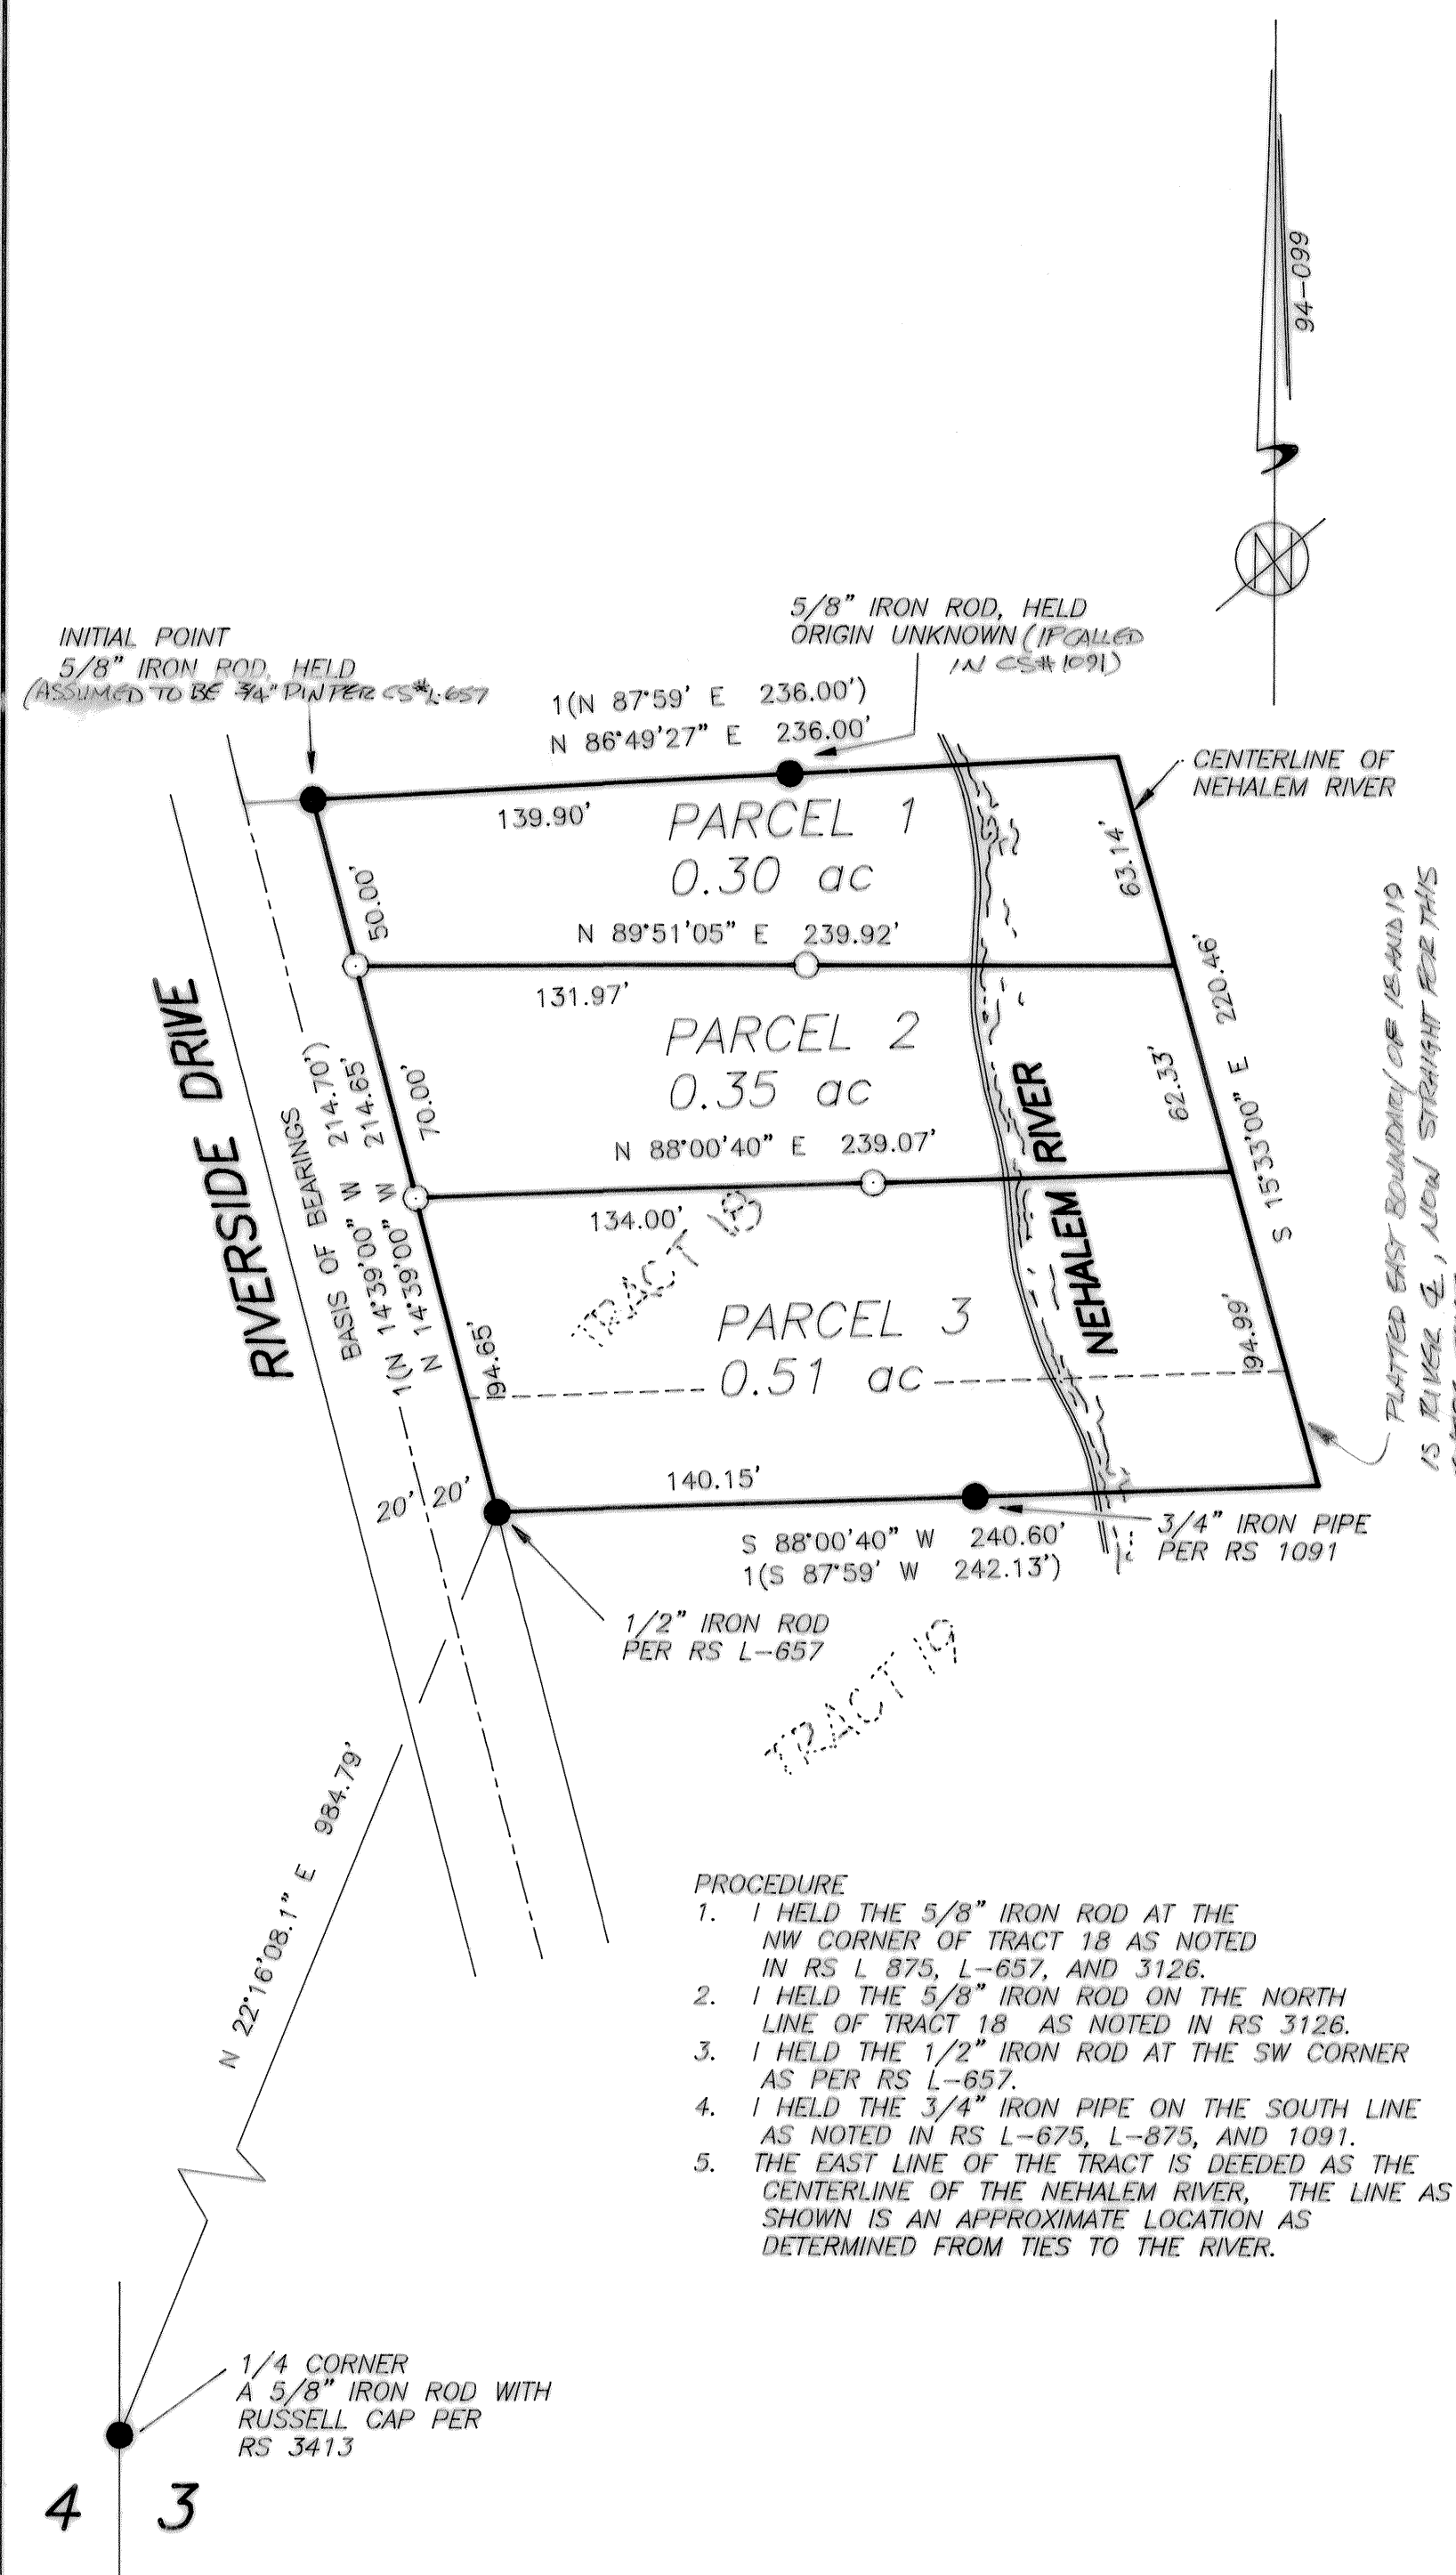 94-099
INITIAL POINT
5/8" IRON ROD, HELD
(ASSUMED TO BE 3/4" PIN PER CS# L-657
5/8" IRON ROD, HELD
ORIGIN UNKNOWN (IP CALLED
IN CS# 1091)
1(N 87°59' E 236.00')
N 86°49'27" E 236.00'
CENTERLINE OF
NEHALEM RIVER
139.90'
PARCEL 1
0.30 ac
50.00'
63.14'
N 89°51'05" E 239.92'
131.97'
PARCEL 2
0.35 ac
70.00'
62.33'
N 88°00'40" E 239.07'
134.00'
TRACT 18
PARCEL 3
0.51 ac
94.65'
94.99'
S 15°33'00" E 220.46'
RIVERSIDE DRIVE
BASIS OF BEARINGS
1(N 14°39'00" W 214.70')
N 14°39'00" W 214.65'
NEHALEM RIVER
PLATTED EAST BOUNDARY OF 18 AND 19
IS RIVER ℄, NOW STRAIGHT FOR THIS
20' 20'
140.15'
S 88°00'40" W 240.60'
1(S 87°59' W 242.13')
3/4" IRON PIPE
PER RS 1091
1/2" IRON ROD
PER RS L-657
TRACT 19
N 22°16'08.1" E 984.79'
PROCEDURE
1. I HELD THE 5/8" IRON ROD AT THE
NW CORNER OF TRACT 18 AS NOTED
IN RS L 875, L-657, AND 3126.
2. I HELD THE 5/8" IRON ROD ON THE NORTH
LINE OF TRACT 18 AS NOTED IN RS 3126.
3. I HELD THE 1/2" IRON ROD AT THE SW CORNER
AS PER RS L-657.
4. I HELD THE 3/4" IRON PIPE ON THE SOUTH LINE
AS NOTED IN RS L-675, L-875, AND 1091.
5. THE EAST LINE OF THE TRACT IS DEEDED AS THE
CENTERLINE OF THE NEHALEM RIVER, THE LINE AS
SHOWN IS AN APPROXIMATE LOCATION AS
DETERMINED FROM TIES TO THE RIVER.
1/4 CORNER
A 5/8" IRON ROD WITH
RUSSELL CAP PER
RS 3413
4 3
N